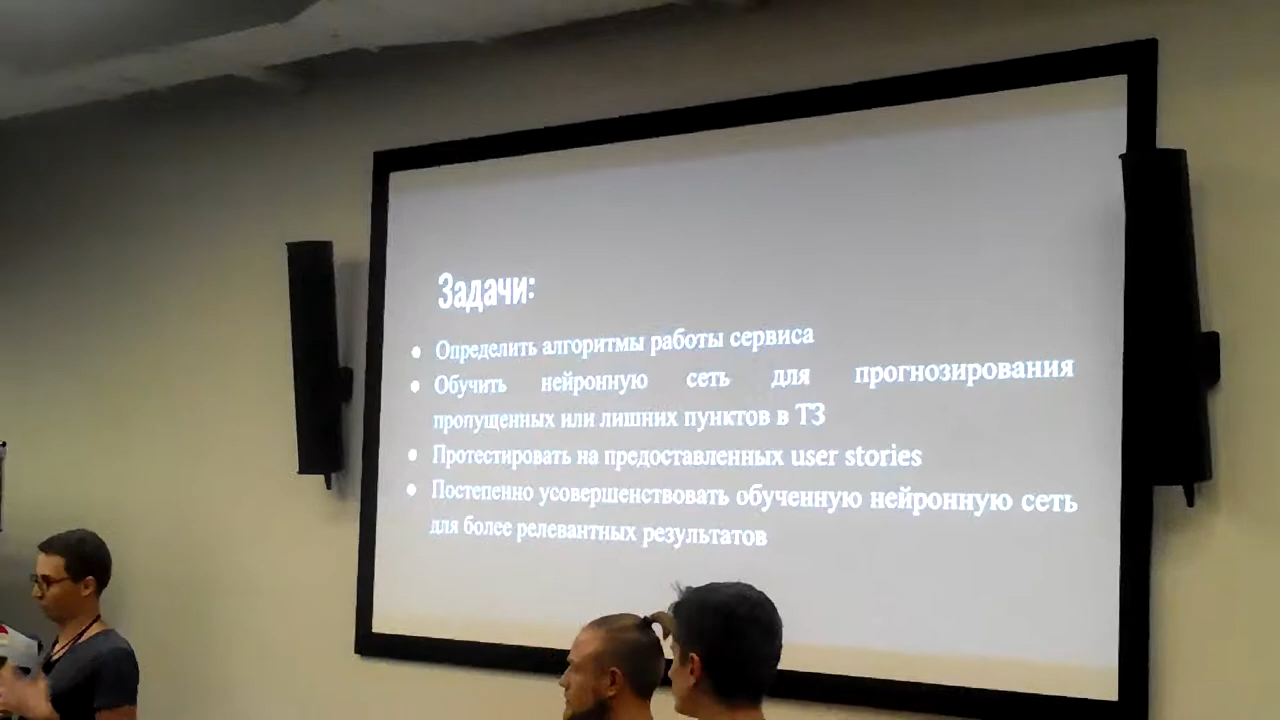 Задачи:
● Определить алгоритмы работы сервиса
● Обучить нейронную сеть для прогнозирования
пропущенных или лишних пунктов в ТЗ
● Протестировать на предоставленных user stories
● Постепенно усовершенствовать обученную нейронную сеть
для более релевантных результатов